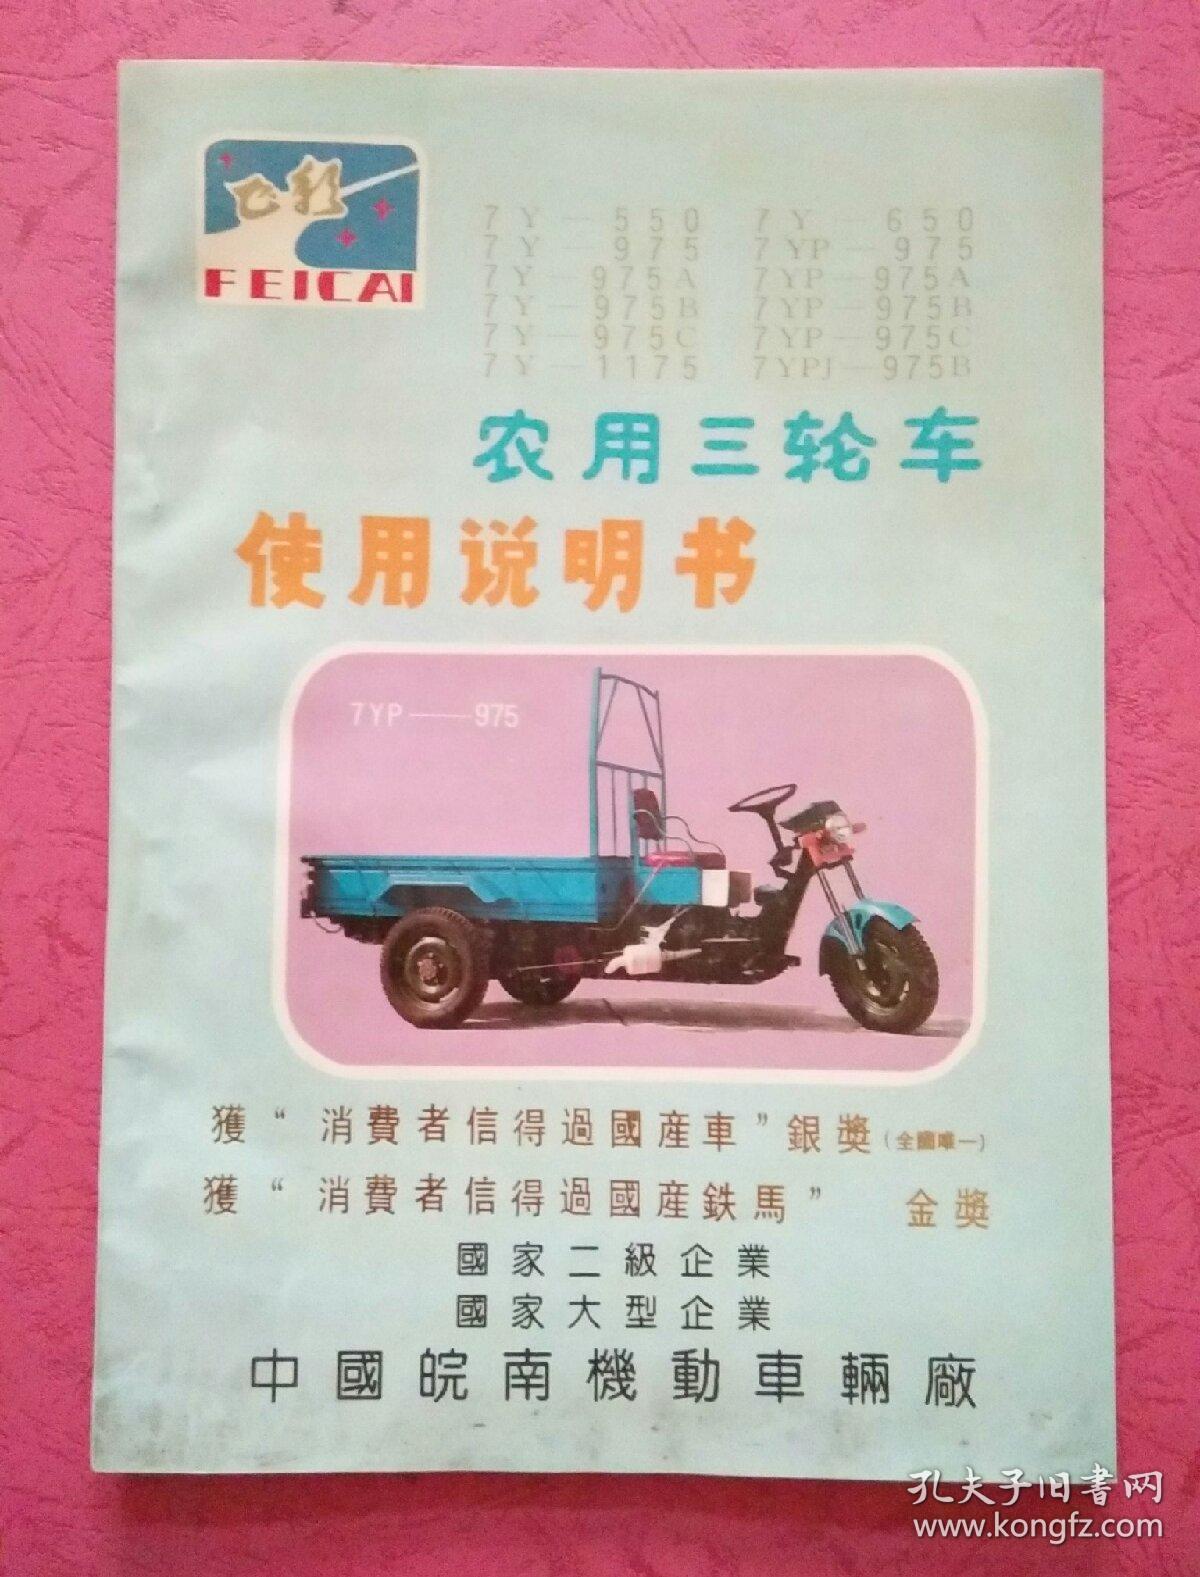 飞彩
FEICAI
7Y—550 7Y—650
7Y—975 7YP—975
7Y—975A 7YP—975A
7Y—975B 7YP—975B
7Y—975C 7YP—975C
7Y—1175 7YPJ—975B
农用三轮车
使用说明书
7YP——975
獲“消費者信得過國産車”銀奬(全國唯一)
獲“消費者信得過國産鉄馬” 金奬
國家二級企業
國家大型企業
中國皖南機動車輛廠
孔夫子旧書网
www.kongfz.com